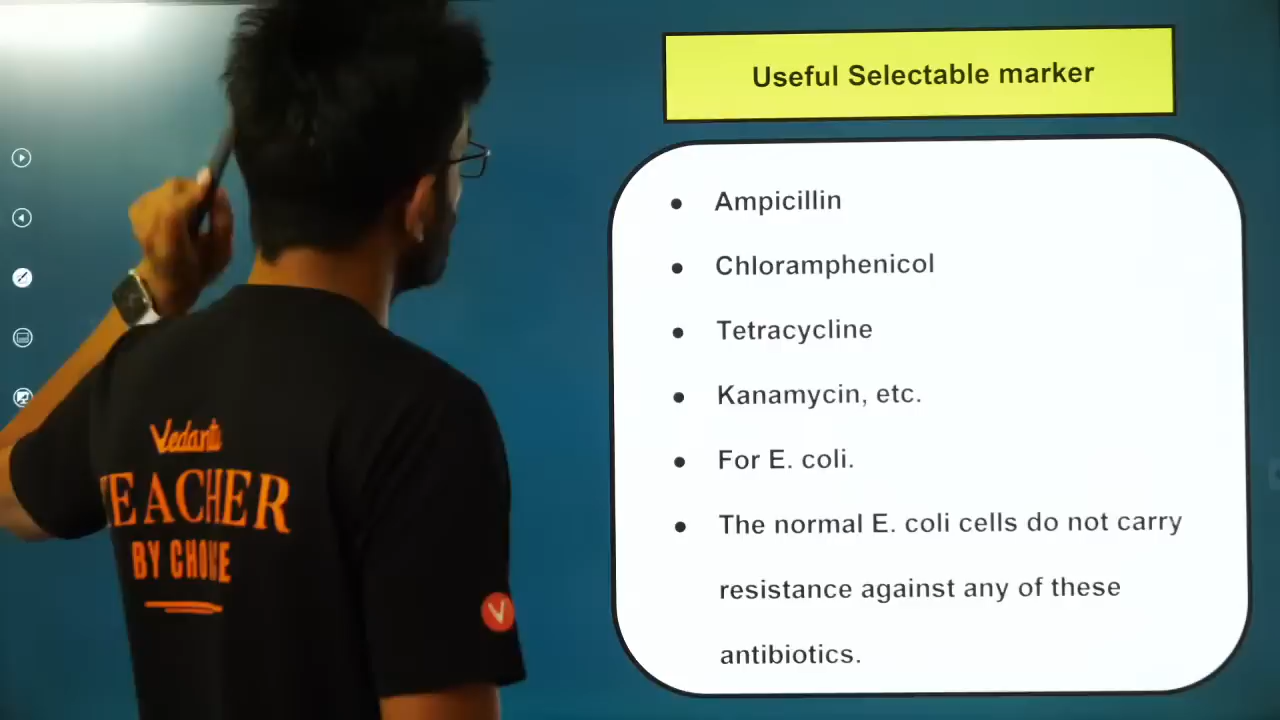 Useful Selectable marker
• Ampicillin
• Chloramphenicol
• Tetracycline
• Kanamycin, etc.
• For E. coli.
• The normal E. coli cells do not carry
resistance against any of these
antibiotics.
Vedantu
TEACHER
BY CHOICE
V